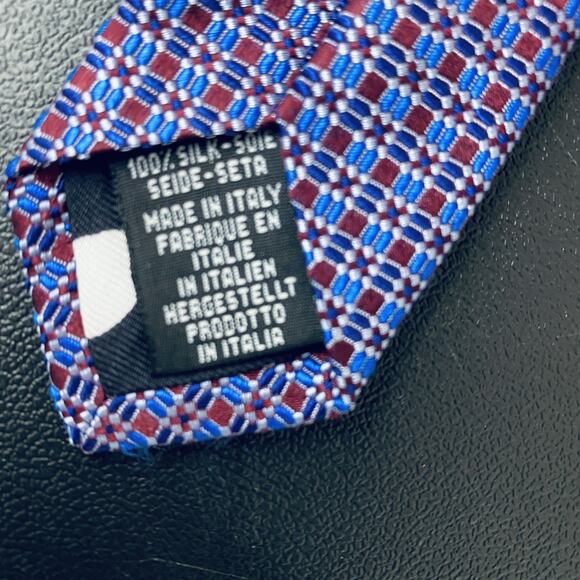 100% SILK-SOIE
SEIDE-SETA
MADE IN ITALY
FABRIQUE EN
ITALIE
IN ITALIEN
HERGESTELLT
PRODOTTO
IN ITALIA